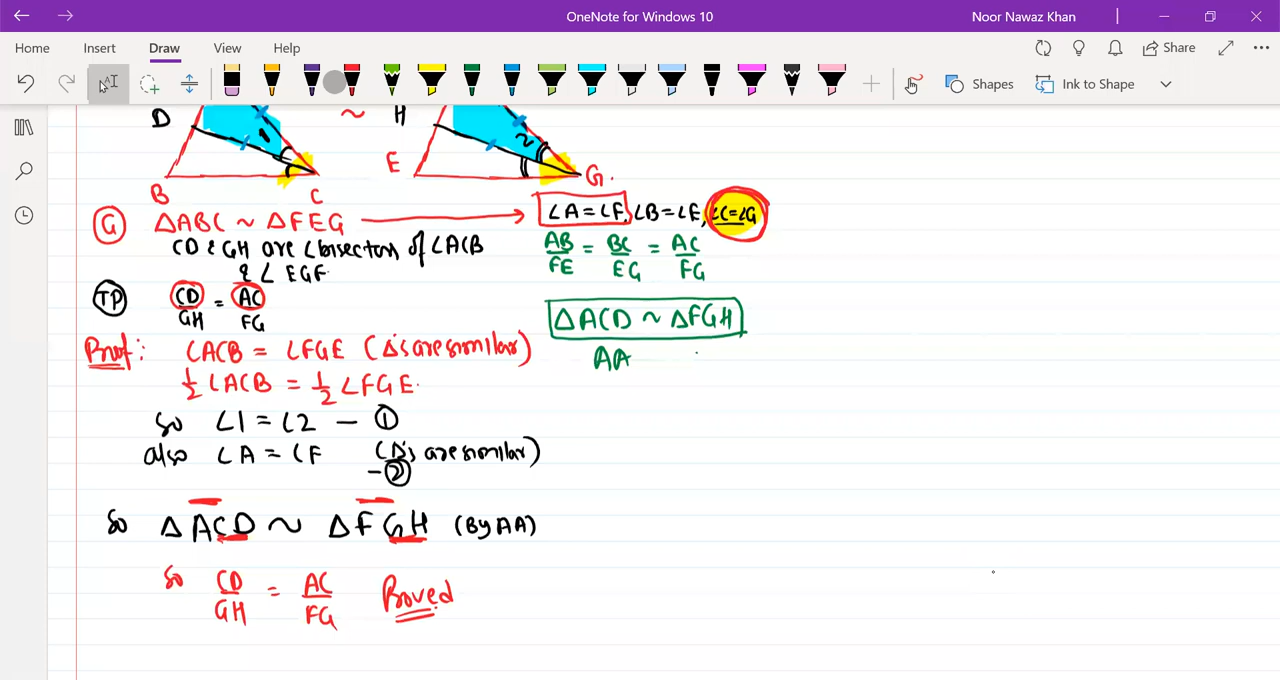 OneNote for Windows 10
Noor Nawaz Khan
Home Insert Draw View Help
Share
Shapes Ink to Shape
D ~ H
1 2
E G.
B C
G ΔABC ~ ΔFEG
∠A=∠F, ∠B=∠E, ∠C=∠G
CD & GH are ∠bisectors of ∠ACB
& ∠EGF
AB/FE = BC/EG = AC/FG
TP CD/GH = AC/FG
ΔACD ~ ΔFGH
AA
Proof: ∠ACB = ∠FGE (Δ's are similar)
1/2 ∠ACB = 1/2 ∠FGE
So ∠1 = ∠2 – ①
also ∠A = ∠F (Δ's are similar)
– ②
So ΔACD ~ ΔFGH (By AA)
So CD/GH = AC/FG Proved